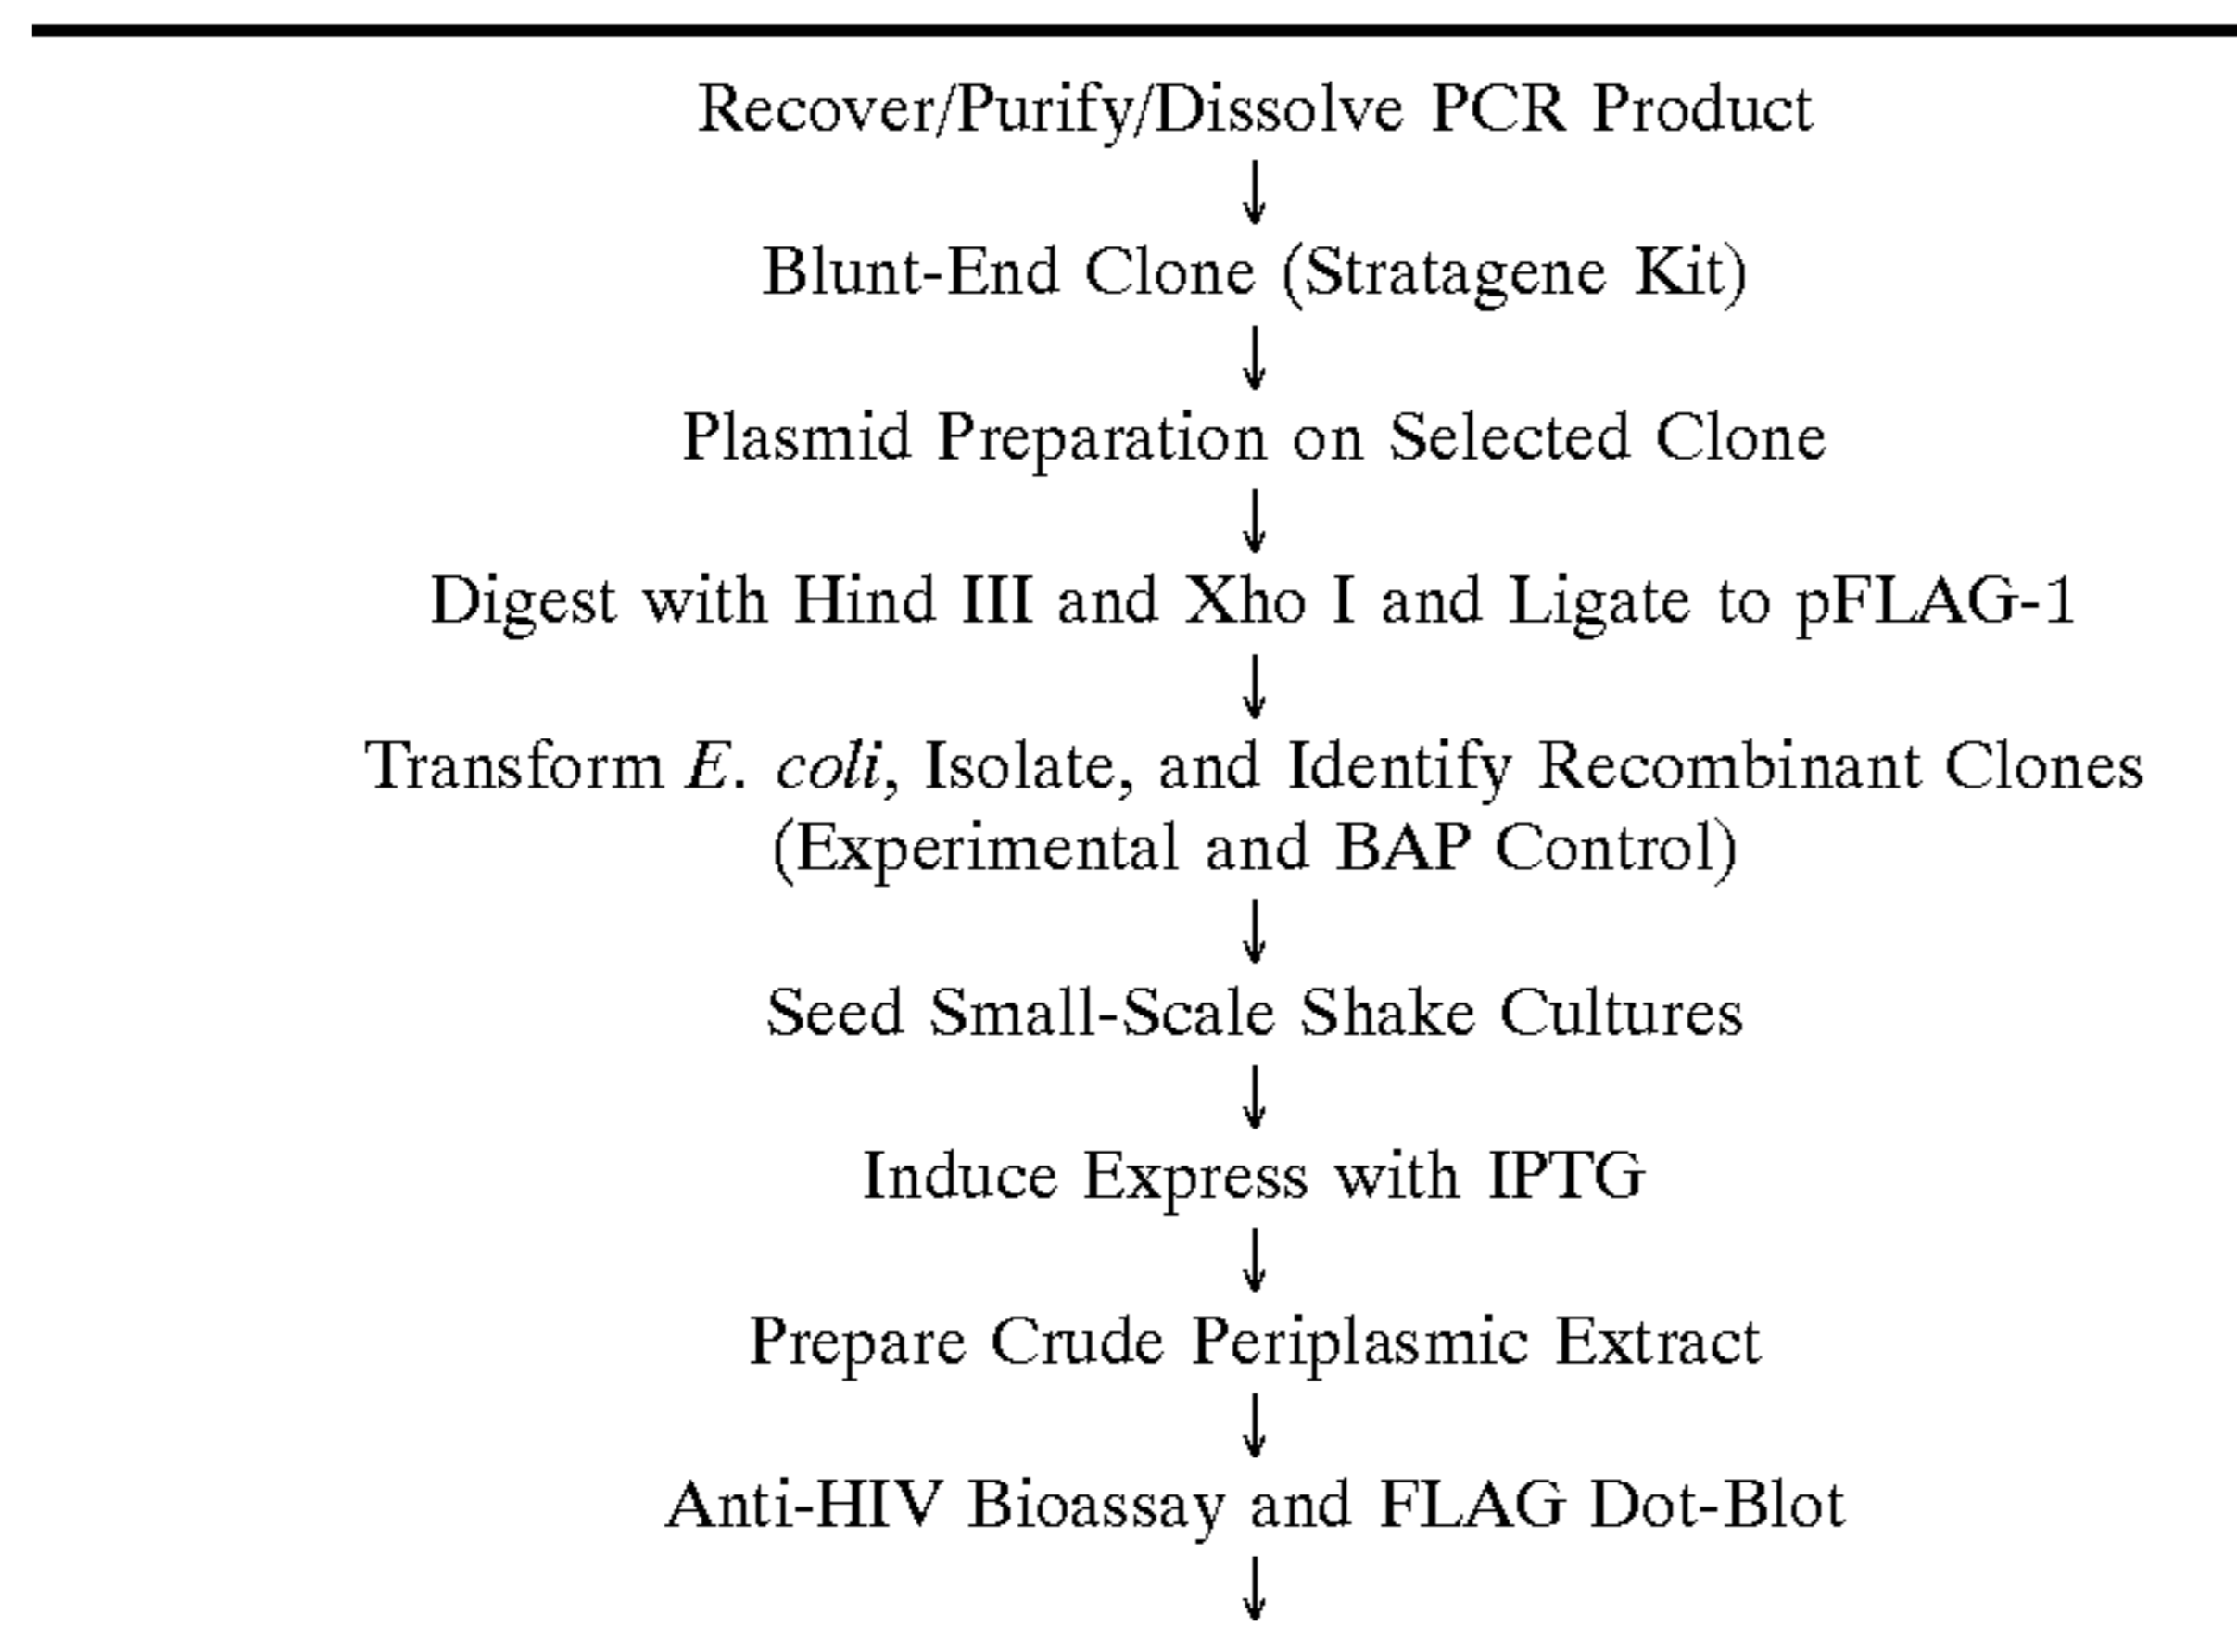 Recover/Purify/Dissolve PCR Product
↓
Blunt-End Clone (Stratagene Kit)
↓
Plasmid Preparation on Selected Clone
↓
Digest with Hind III and Xho I and Ligate to pFLAG-1
↓
Transform E. coli, Isolate, and Identify Recombinant Clones
(Experimental and BAP Control)
↓
Seed Small-Scale Shake Cultures
↓
Induce Express with IPTG
↓
Prepare Crude Periplasmic Extract
↓
Anti-HIV Bioassay and FLAG Dot-Blot
↓